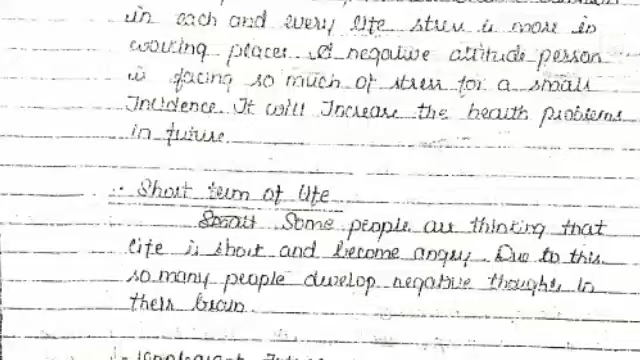 in each and every life stress is more in
working places. A negative attitude person
is facing so much of stress for a small
Incidence. It will Increase the health problems
in future
:- Short term of life
Some people are thinking that
life is short and become angry. Due to this
so many people develop negative thoughts in
their brain.